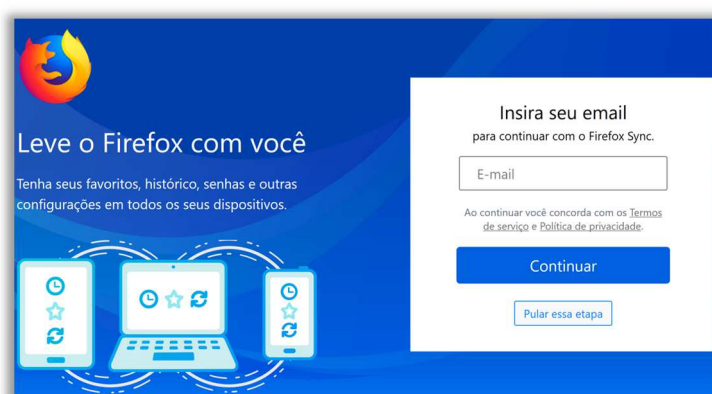 Leve o Firefox com você
Tenha seus favoritos, histórico, senhas e outras
configurações em todos os seus dispositivos.
Insira seu email
para continuar com o Firefox Sync.
E-mail
Ao continuar você concorda com os Termos
de serviço e Política de privacidade.
Continuar
Pular essa etapa